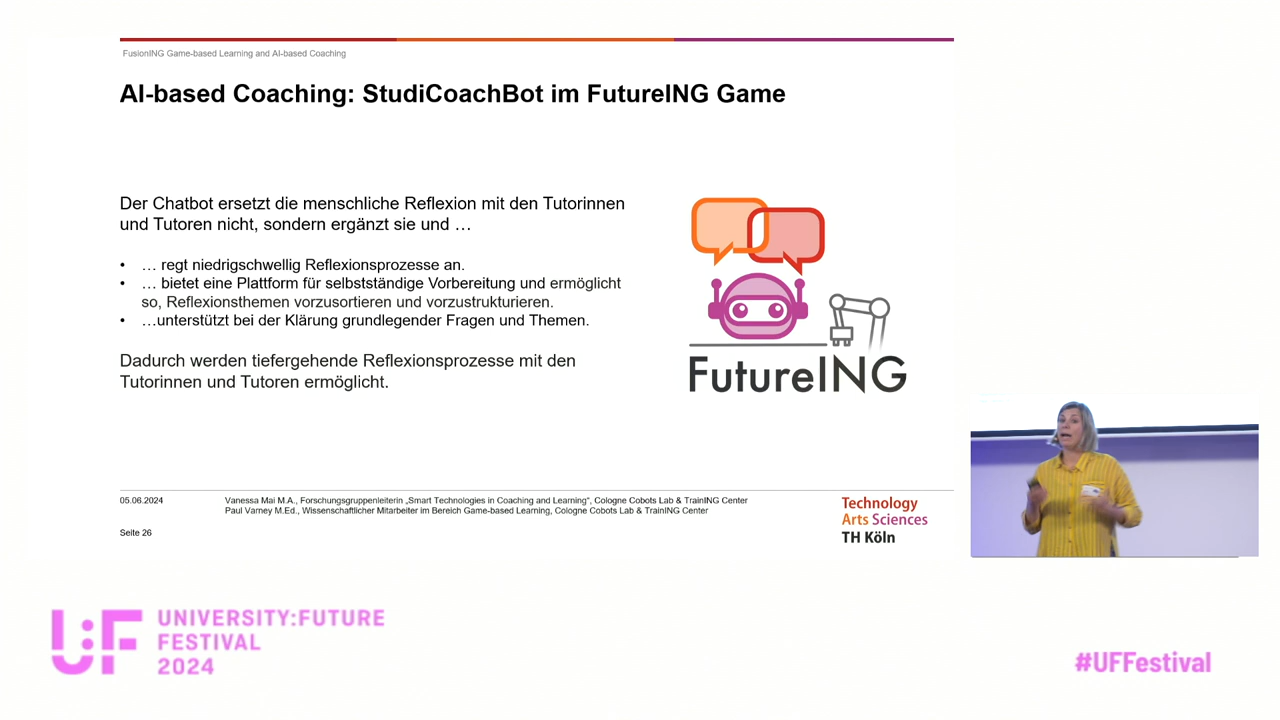 FusionING Game-based Learning and AI-based Coaching
AI-based Coaching: StudiCoachBot im FutureING Game
Der Chatbot ersetzt die menschliche Reflexion mit den Tutorinnen
und Tutoren nicht, sondern ergänzt sie und …
• … regt niedrigschwellig Reflexionsprozesse an.
• … bietet eine Plattform für selbstständige Vorbereitung und ermöglicht
so, Reflexionsthemen vorzusortieren und vorzustrukturieren.
• …unterstützt bei der Klärung grundlegender Fragen und Themen.
Dadurch werden tiefergehende Reflexionsprozesse mit den
Tutorinnen und Tutoren ermöglicht.
FutureING
05.06.2024
Vanessa Mai M.A., Forschungsgruppenleiterin „Smart Technologies in Coaching and Learning“, Cologne Cobots Lab & TrainING Center
Paul Varney M.Ed., Wissenschaftlicher Mitarbeiter im Bereich Game-based Learning, Cologne Cobots Lab & TrainING Center
Seite 26
Technology
Arts Sciences
TH Köln
U:F
UNIVERSITY:FUTURE
FESTIVAL
2024
#UFFestival